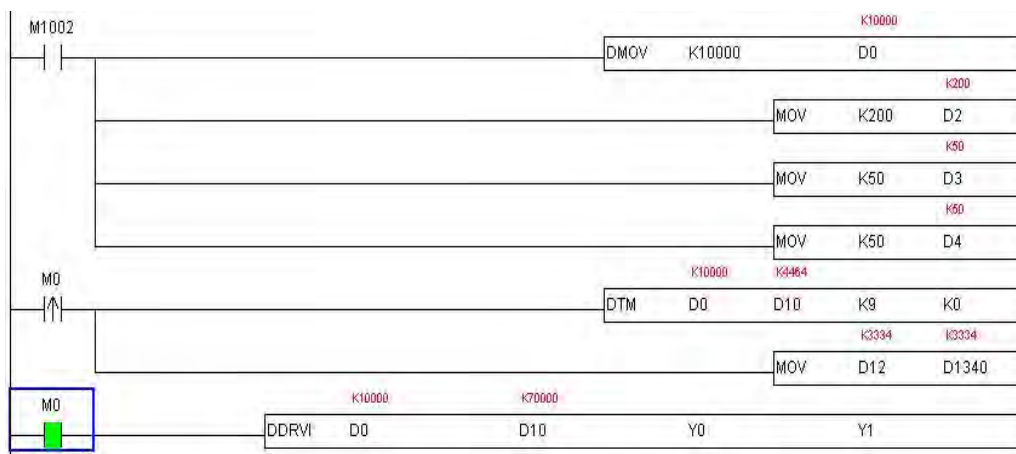 M1002
K10000
DMOV K10000 D0
K200
MOV K200 D2
K50
MOV K50 D3
K50
MOV K50 D4
M0
K10000 K4464
DTM D0 D10 K9 K0
K3334 K3334
MOV D12 D1340
M0
K10000 K70000
DDRVI D0 D10 Y0 Y1